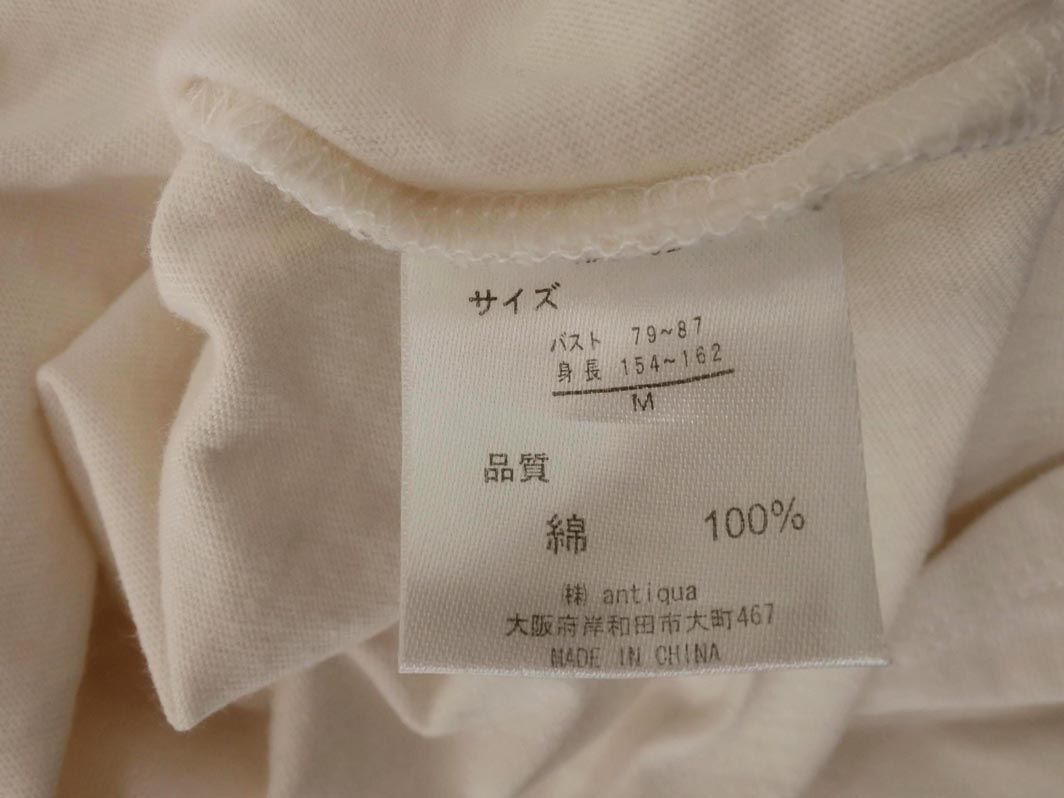 サイズ
バスト 79~87
身長 154~162
M
品質
綿 100%
㈱ antiqua
大阪府岸和田市大町467
MADE IN CHINA